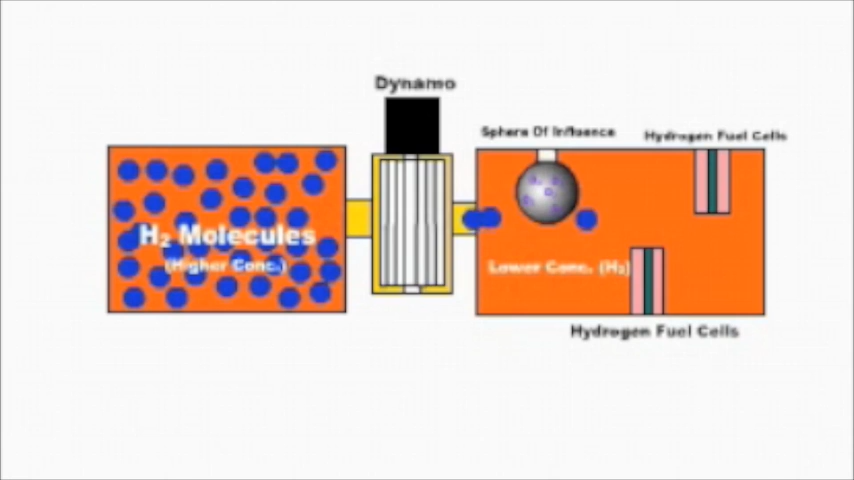 Dynamo
Sphere Of Influence
Hydrogen Fuel Cells
H₂ Molecules
(Higher Conc.)
Lower Conc. (H₂)
Hydrogen Fuel Cells